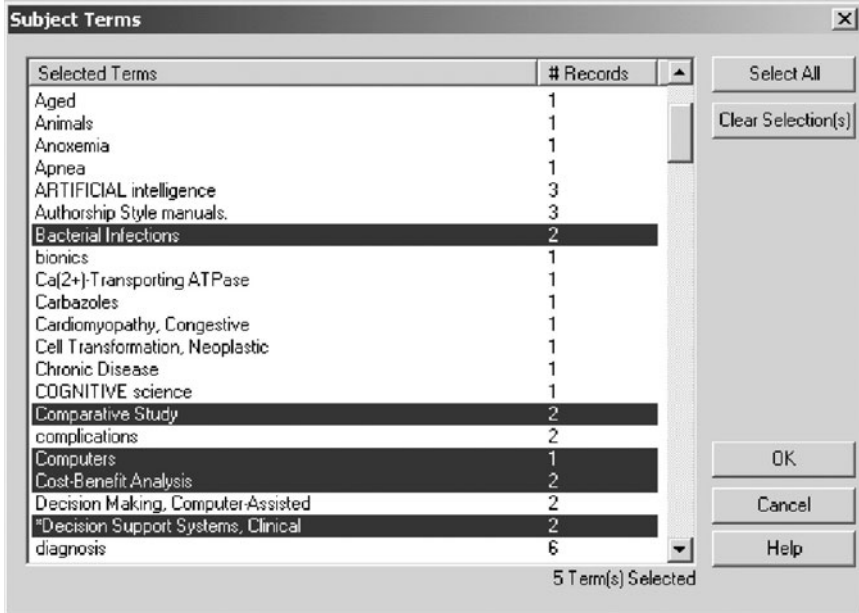 Subject Terms
Selected Terms # Records
Aged 1
Animals 1
Anoxemia 1
Apnea 1
ARTIFICIAL intelligence 3
Authorship Style manuals. 3
Bacterial Infections 2
bionics 1
Ca(2+)-Transporting ATPase 1
Carbazoles 1
Cardiomyopathy, Congestive 1
Cell Transformation, Neoplastic 1
Chronic Disease 1
COGNITIVE science 1
Comparative Study 2
complications 2
Computers 1
Cost-Benefit Analysis 2
Decision Making, Computer-Assisted 2
*Decision Support Systems, Clinical 2
diagnosis 6
5 Term(s) Selected
Select All
Clear Selection(s)
OK
Cancel
Help